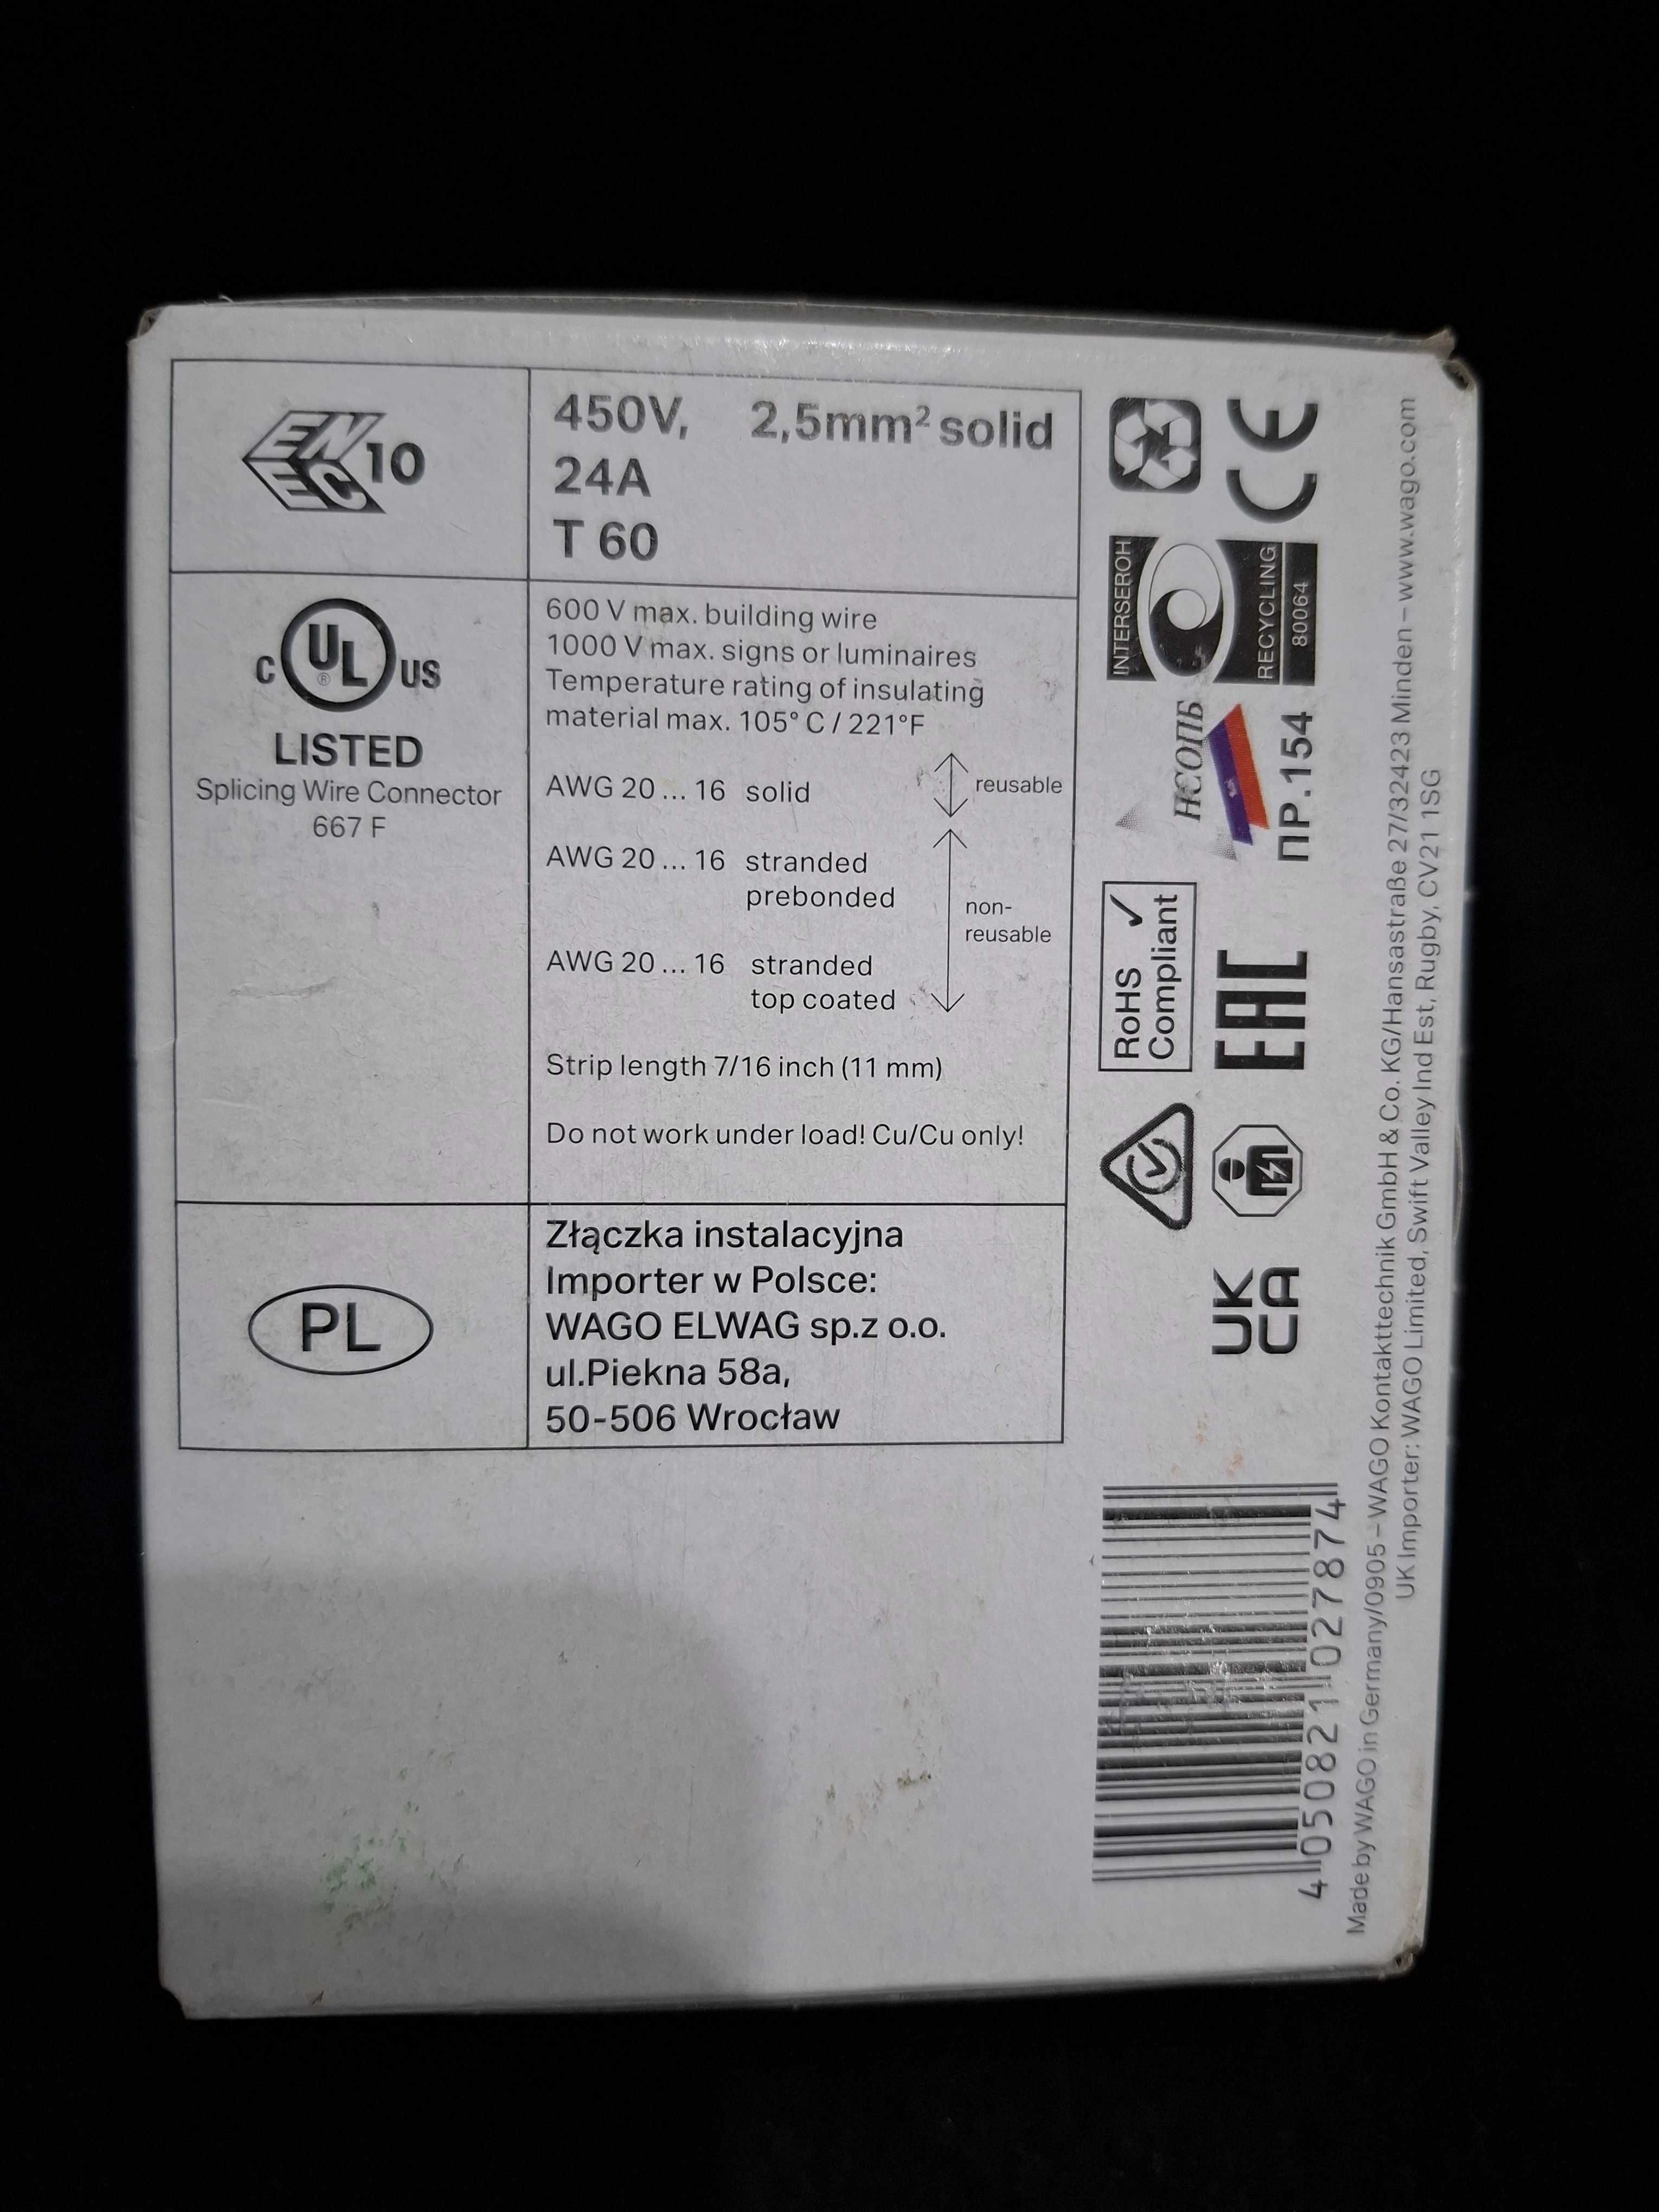 EN
EC 10
450V, 2,5mm² solid
24A
T 60
C UL® US
LISTED
Splicing Wire Connector
667 F
600 V max. building wire
1000 V max. signs or luminaires
Temperature rating of insulating
material max. 105° C / 221°F
AWG 20 ... 16 solid
reusable
AWG 20 ... 16 stranded
prebonded
non-
reusable
AWG 20 ... 16 stranded
top coated
Strip length 7/16 inch (11 mm)
Do not work under load! Cu/Cu only!
PL
Złączka instalacyjna
Importer w Polsce:
WAGO ELWAG sp.z o.o.
ul.Piekna 58a,
50-506 Wrocław
UK
CA
RoHS ✓
Compliant
EAC
НСОПБ
ПР.154
INTERSEROH
RECYCLING
80064
CE
4 050821 027874
Made by WAGO in Germany/0905 – WAGO Kontakttechnik GmbH & Co. KG/Hansastraße 27/32423 Minden – www.wago.com
UK Importer: WAGO Limited, Swift Valley Ind Est, Rugby, CV21 1SG